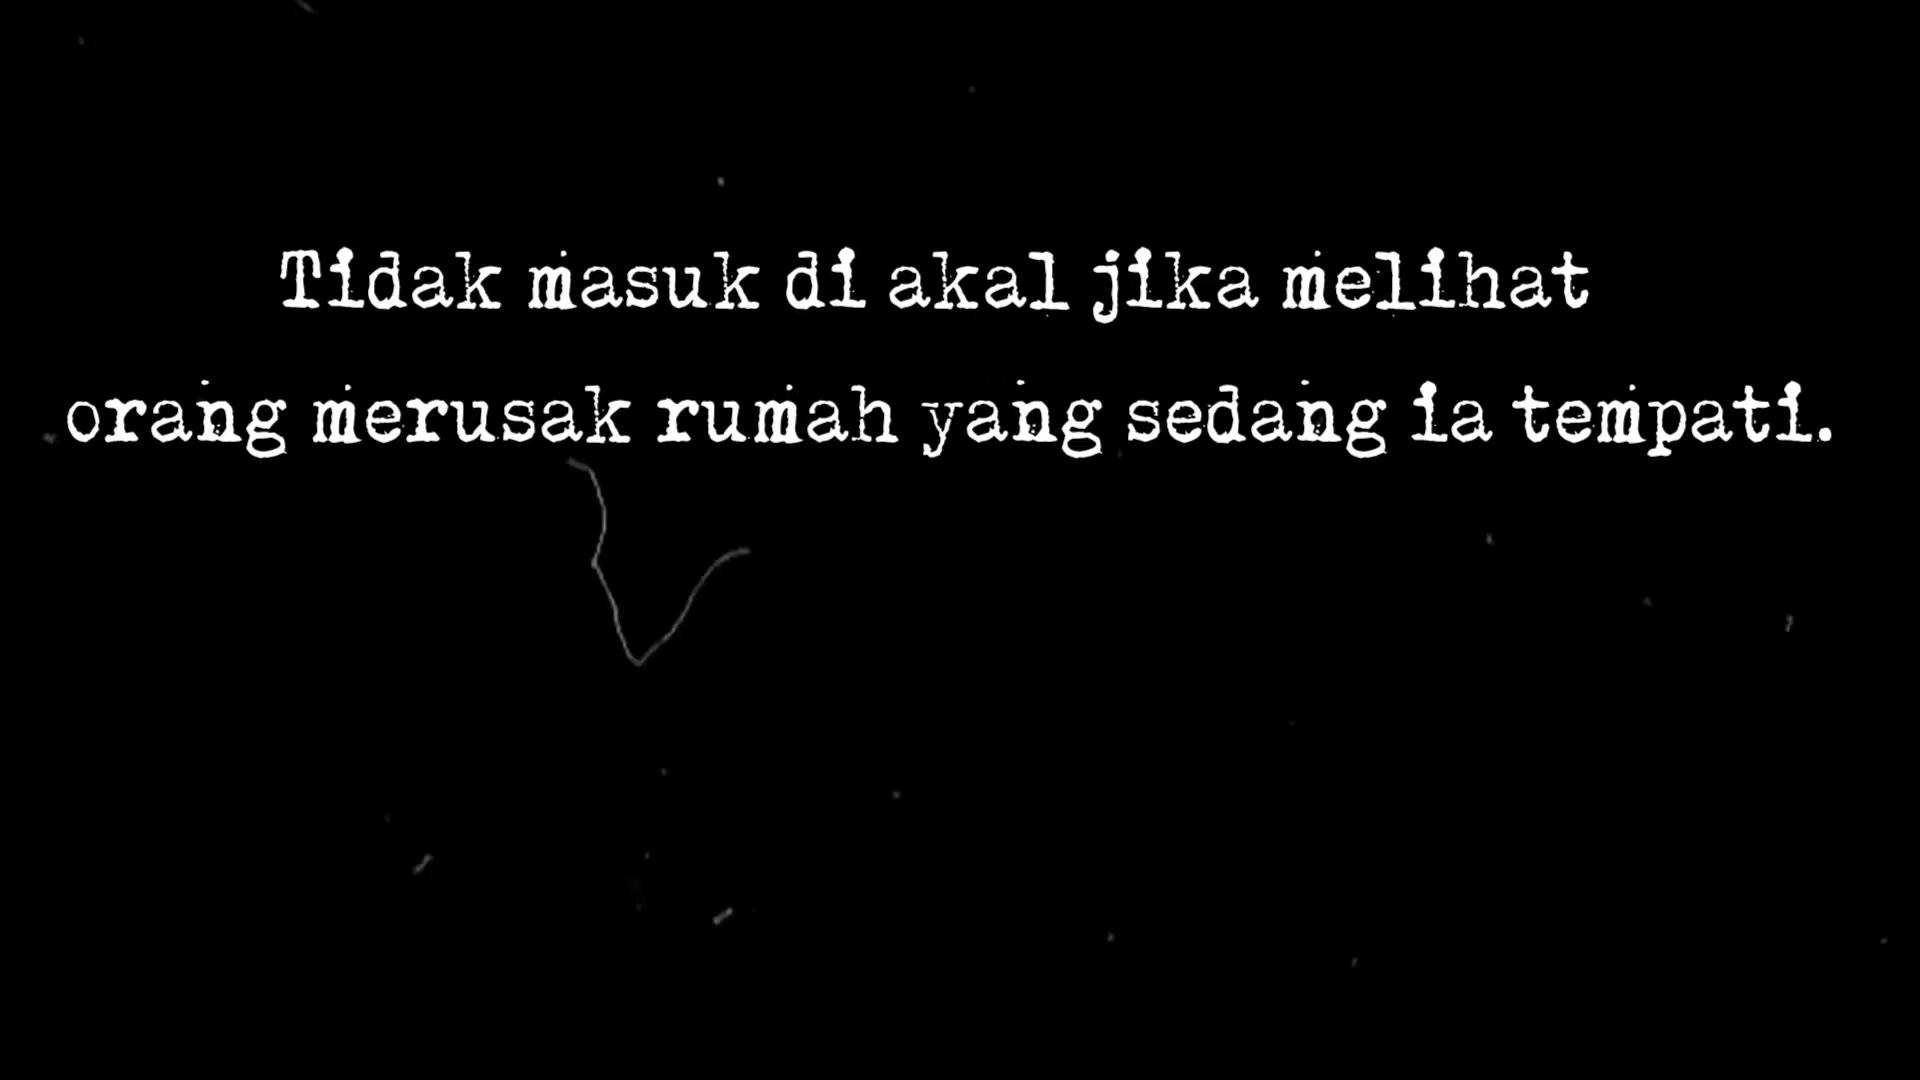 Tidak masuk di akal jika melihat
orang merusak rumah yang sedang ia tempati.